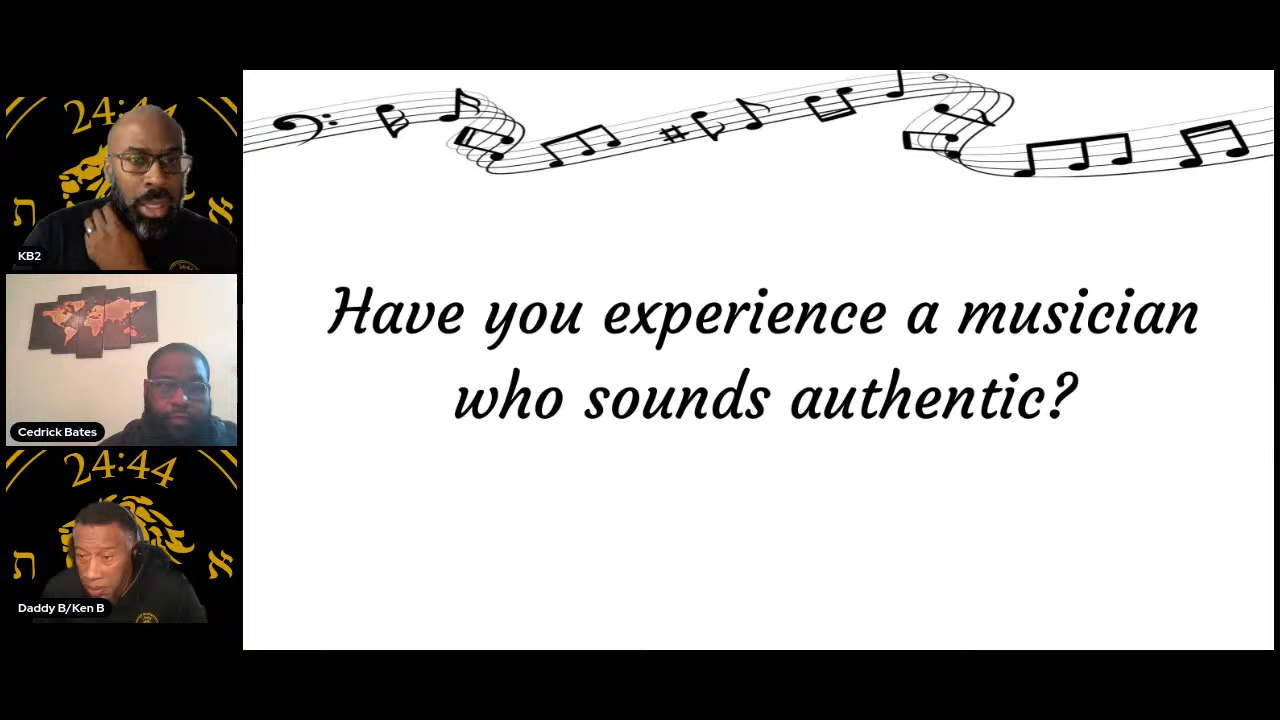 24:44
ת
א
KB2
Cedrick Bates
24:44
ת
א
Daddy B/Ken B
Have you experience a musician
who sounds authentic?